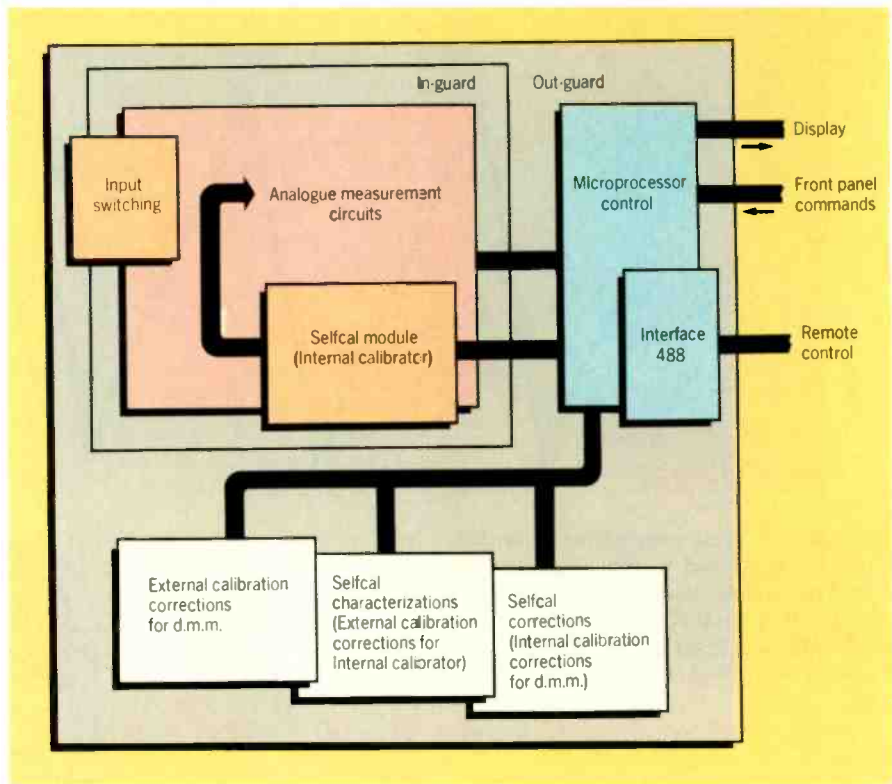 In-guard
Out-guard
Input
switching
Analogue measurement
circuits
Selfcal module
(Internal calibrator)
Microprocessor
control
Interface
488
Display
Front panel
commands
Remote
control
External calibration
corrections
for d.m.m.
Selfcal
characterizations
(External calibration
corrections for
Internal calibrator)
Selfcal
corrections
(Internal calibration
corrections
for d.m.m.)